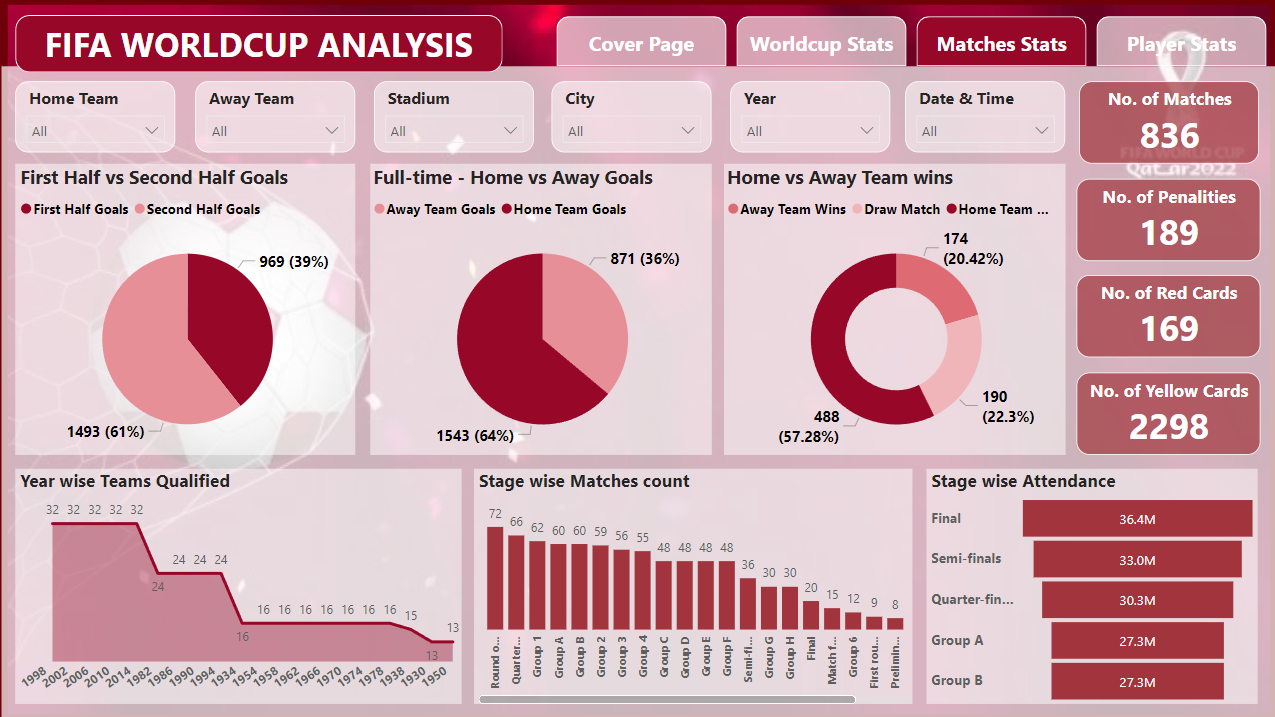 FIFA WORLDCUP ANALYSIS
Cover Page
Worldcup Stats
Matches Stats
Player Stats
Home Team
All
Away Team
All
Stadium
All
City
All
Year
All
Date & Time
All
No. of Matches
836
FIFA WORLD CUP
Qatar2022
No. of Penalities
189
No. of Red Cards
169
No. of Yellow Cards
2298
First Half vs Second Half Goals
First Half Goals Second Half Goals
969 (39%)
1493 (61%)
Full-time - Home vs Away Goals
Away Team Goals Home Team Goals
871 (36%)
1543 (64%)
Home vs Away Team wins
Away Team Wins Draw Match Home Team ...
174
(20.42%)
190
(22.3%)
488
(57.28%)
Year wise Teams Qualified
32 32 32 32 32
24 24 24
24
16 16 16 16 16 16 16
15
16
13
13
1998 2002 2006 2010 2014 1982 1986 1990 1994 1934 1954 1958 1962 1966 1970 1974 1978 1938 1930 1950
Stage wise Matches count
72 66 62 60 60 59 56 55 48 48 48 48 36 30 30 20 15 12 9 8
Round o...
Quarter...
Group 1
Group A
Group B
Group 2
Group 3
Group 4
Group C
Group D
Group E
Group F
Semi-fi...
Group G
Group H
Final
Match f...
Group 6
First rou...
Prelimin...
Stage wise Attendance
Final 36.4M
Semi-finals 33.0M
Quarter-fin... 30.3M
Group A 27.3M
Group B 27.3M